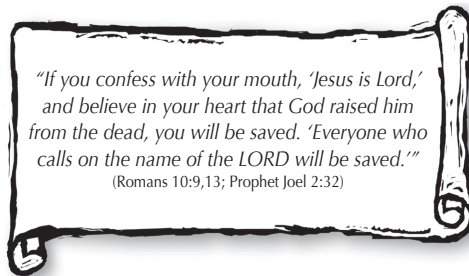 “If you confess with your mouth, ‘Jesus is Lord,’
and believe in your heart that God raised him
from the dead, you will be saved. ‘Everyone who
calls on the name of the LORD will be saved.’”
(Romans 10:9,13; Prophet Joel 2:32)